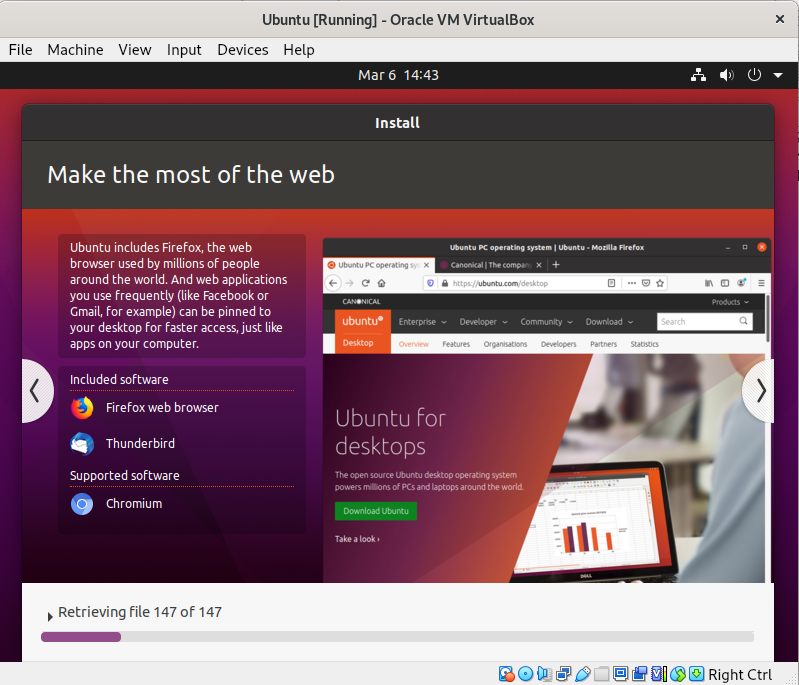 Ubuntu [Running] - Oracle VM VirtualBox
File Machine View Input Devices Help
Mar 6 14:43
Install
Make the most of the web
Ubuntu includes Firefox, the web
browser used by millions of people
around the world. And web applications
you use frequently (like Facebook or
Gmail, for example) can be pinned to
your desktop for faster access, just like
apps on your computer.
Included software
Firefox web browser
Thunderbird
Supported software
Chromium
Ubuntu PC operating system | Ubuntu - Mozilla Firefox
Ubuntu PC operating sys
Canonical | The company
https://ubuntu.com/desktop
CANONICAL
Products
ubuntu
Enterprise Developer Community Download
Search
Desktop
Overview Features Organisations Developers Partners Statistics
Ubuntu for
desktops
The open source Ubuntu desktop operating system
powers millions of PCs and laptops around the world.
Download Ubuntu
Take a look ›
DELL
Retrieving file 147 of 147
Right Ctrl